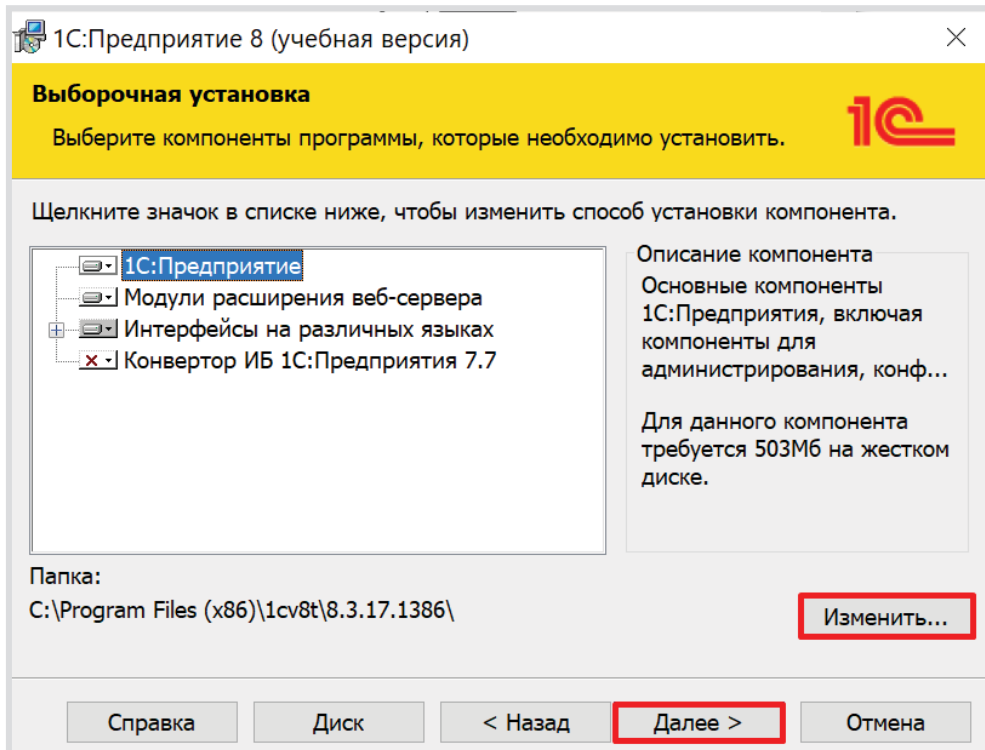 1С:Предприятие 8 (учебная версия)
Выборочная установка
Выберите компоненты программы, которые необходимо установить.
1С
Щелкните значок в списке ниже, чтобы изменить способ установки компонента.
1С:Предприятие
Модули расширения веб-сервера
Интерфейсы на различных языках
Конвертор ИБ 1С:Предприятия 7.7
Описание компонента
Основные компоненты
1С:Предприятия, включая
компоненты для
администрирования, конф...
Для данного компонента
требуется 503Мб на жестком
диске.
Папка:
C:\Program Files (x86)\1cv8t\8.3.17.1386\
Изменить...
Справка
Диск
< Назад
Далее >
Отмена